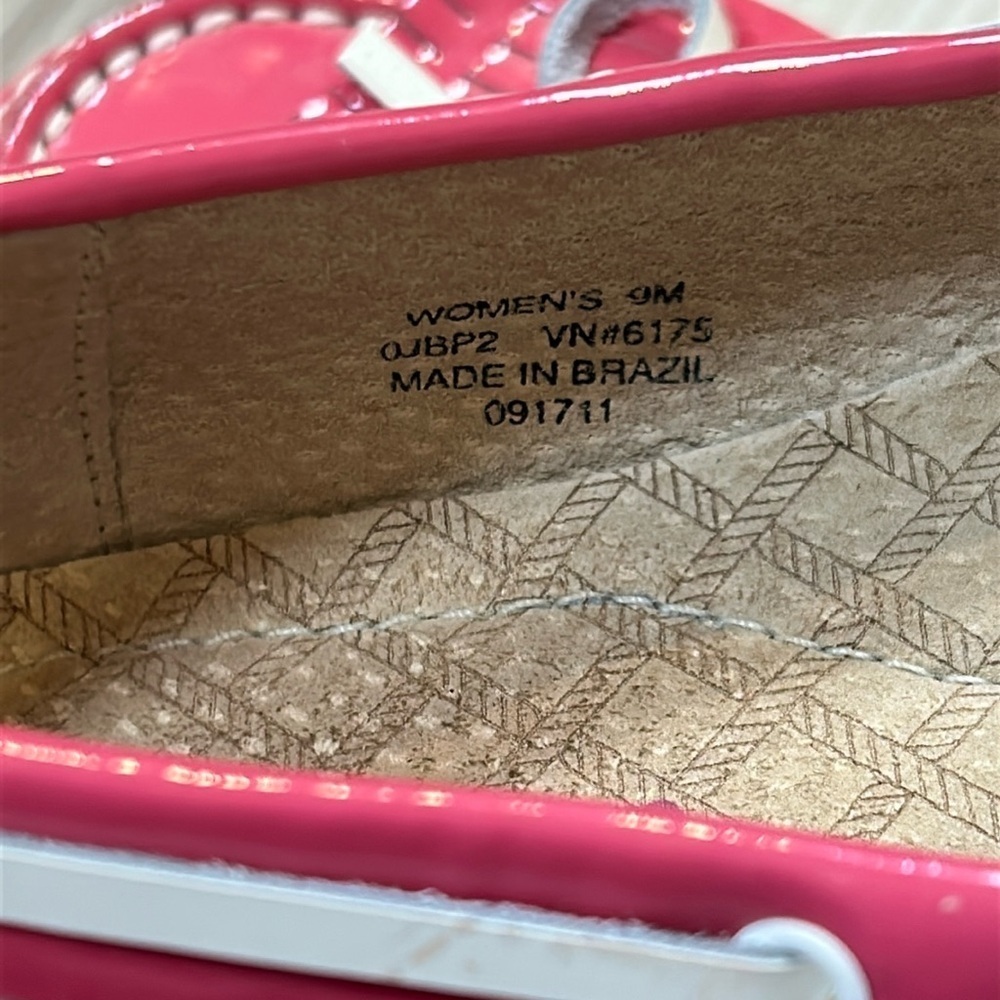 WOMEN'S 9M
0JBP2 VN#6175
MADE IN BRAZIL
091711